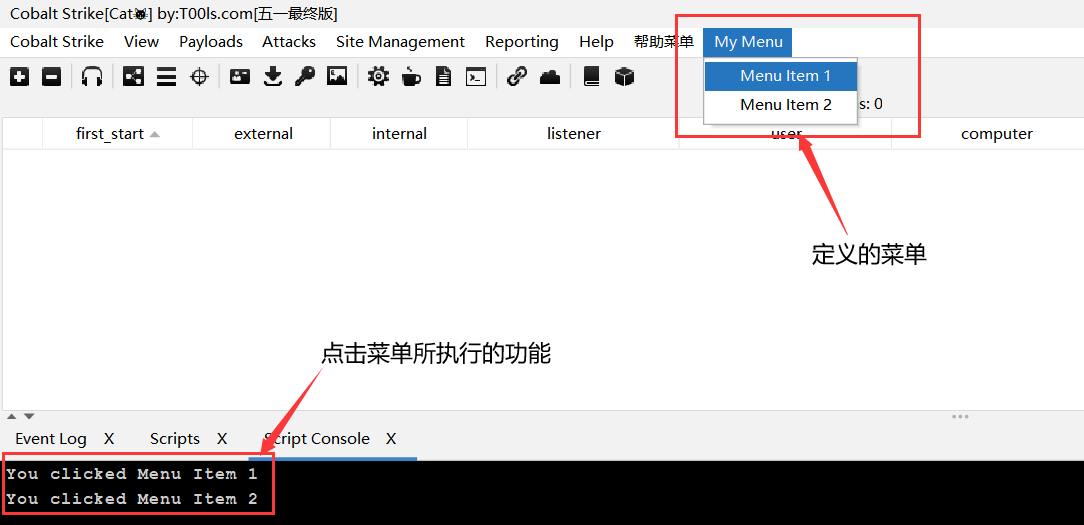 Cobalt Strike[Cat🐱] by:T00ls.com[五一最终版]
Cobalt Strike View Payloads Attacks Site Management Reporting Help 帮助菜单 My Menu
Menu Item 1
Menu Item 2
s: 0
first_start external internal listener user computer
定义的菜单
点击菜单所执行的功能
Event Log X Scripts X Script Console X
You clicked Menu Item 1
You clicked Menu Item 2